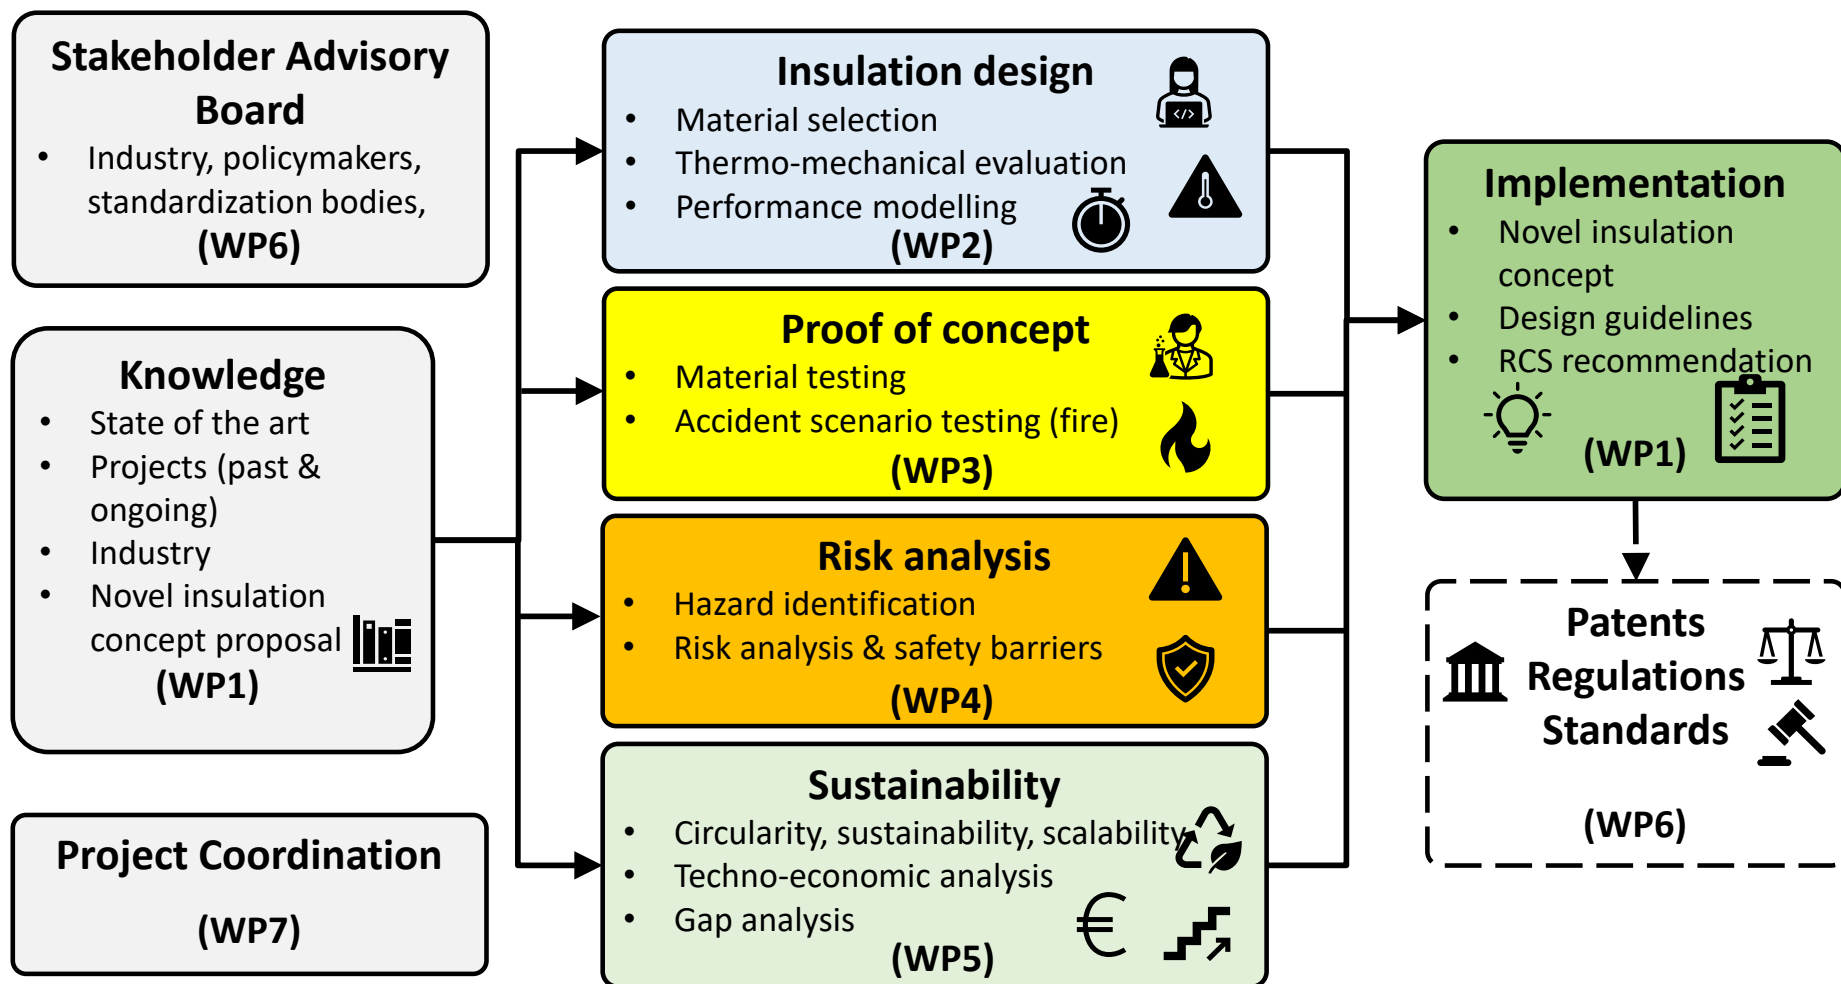 Stakeholder Advisory
Board
• Industry, policymakers,
standardization bodies,
(WP6)
Knowledge
• State of the art
• Projects (past &
ongoing)
• Industry
• Novel insulation
concept proposal
(WP1)
Project Coordination
(WP7)
Insulation design
• Material selection
• Thermo-mechanical evaluation
• Performance modelling
(WP2)
Proof of concept
• Material testing
• Accident scenario testing (fire)
(WP3)
Risk analysis
• Hazard identification
• Risk analysis & safety barriers
(WP4)
Sustainability
• Circularity, sustainability, scalability
• Techno-economic analysis
• Gap analysis
(WP5)
Implementation
• Novel insulation
concept
• Design guidelines
• RCS recommendation
(WP1)
Patents
Regulations
Standards
(WP6)